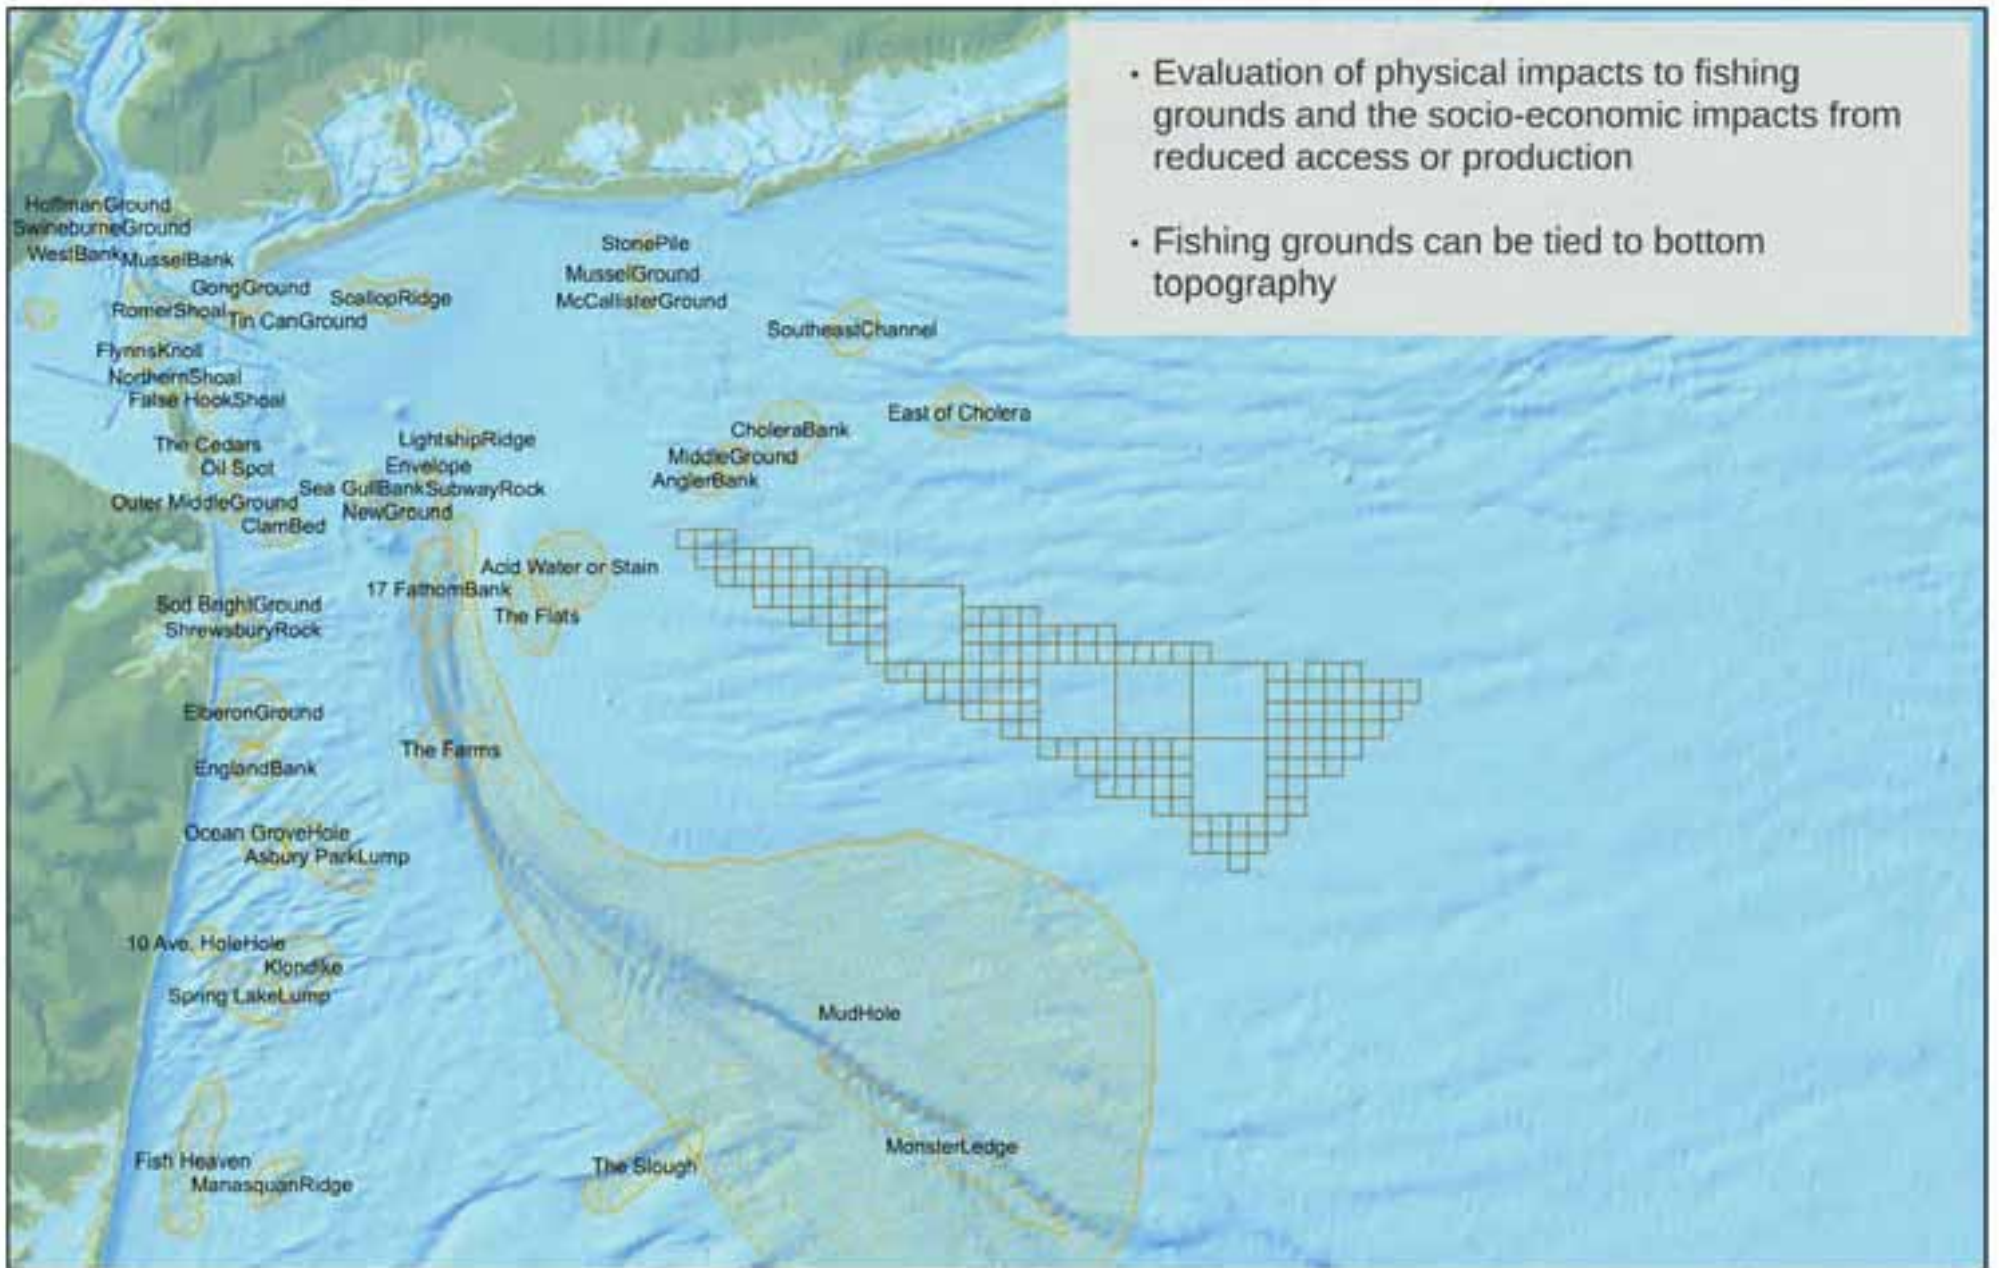 · Evaluation of physical impacts to fishing
grounds and the socio-economic impacts from
reduced access or production
· Fishing grounds can be tied to bottom
topography
HoffmanGround
SwineburneGround
WestBank
MusselBank
GongGround
ScallopRidge
RomerShoal
Tin CanGround
FlynnsKnoll
NorthernShoal
False HookShoal
StonePile
MusselGround
McCallisterGround
SoutheastChannel
East of Cholera
CholeraBank
MiddleGround
AnglerBank
The Cedars
Oil Spot
LightshipRidge
Envelope
Sea GullBank
SubwayRock
Outer MiddleGround
NewGround
ClamBed
Acid Water or Stain
17 FathomBank
The Flats
Sod BrightGround
ShrewsburyRock
ElberonGround
The Farms
EnglandBank
Ocean GroveHole
Asbury ParkLump
10 Ave. HoleHole
Klondike
Spring LakeLump
MudHole
MonsterLedge
The Slough
Fish Heaven
ManasquanRidge